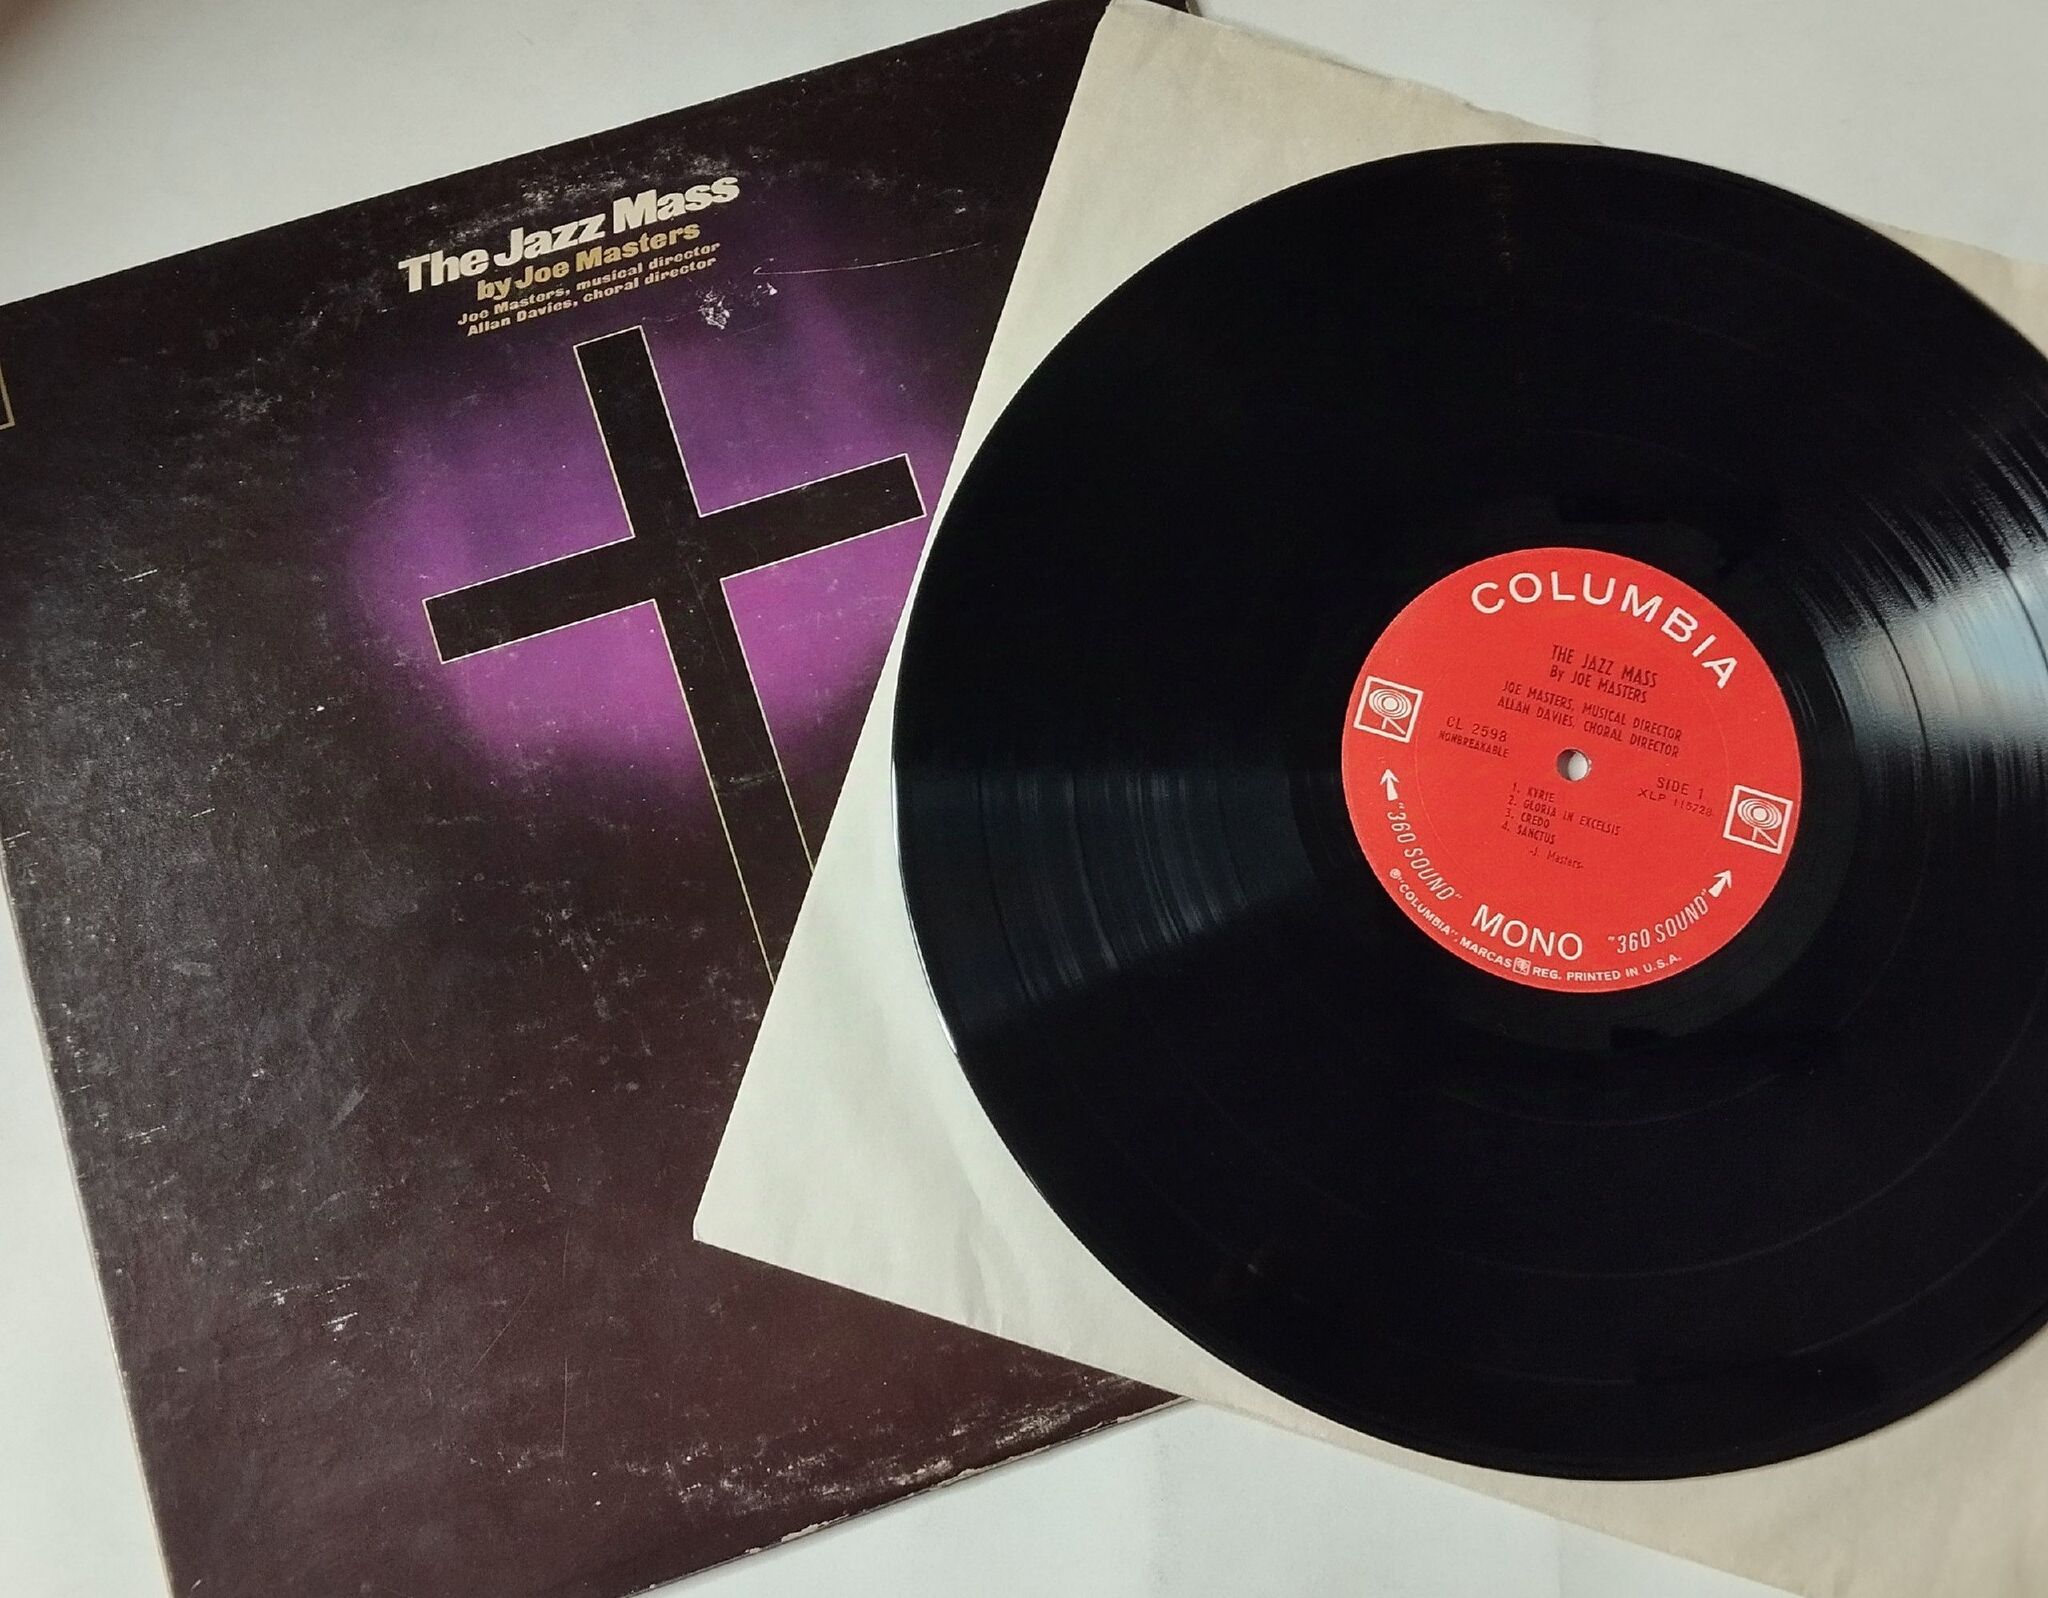 The Jazz Mass
by Joe Masters
Joe Masters, musical director
Allan Davies, choral director
COLUMBIA
THE JAZZ MASS
By JOE MASTERS
JOE MASTERS, MUSICAL DIRECTOR
ALLAN DAVIES, CHORAL DIRECTOR
CL 2598
NONBREAKABLE
SIDE 1
XLP 115728
1. KYRIE
2. GLORIA IN EXCELSIS
3. CREDO
4. SANCTUS
-J. Masters-
"360 SOUND" MONO "360 SOUND"
® "COLUMBIA", MARCAS REG. PRINTED IN U.S.A.